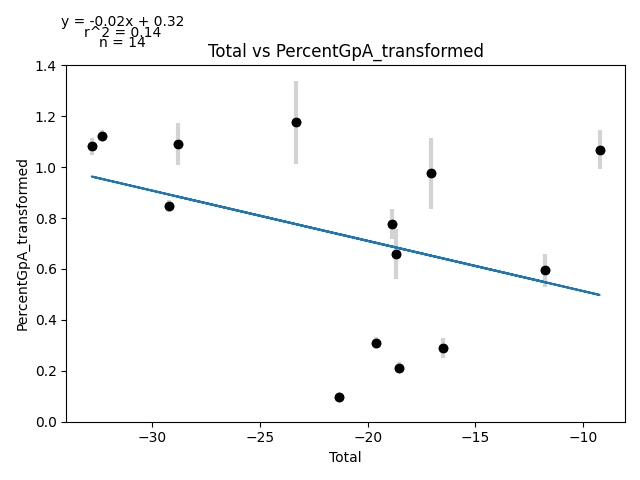 y = -0.02x + 0.32
r^2 = 0.14
n = 14
Total vs PercentGpA_transformed
1.4
1.2
1.0
0.8
0.6
0.4
0.2
0.0
PercentGpA_transformed
−30
−25
−20
−15
−10
Total